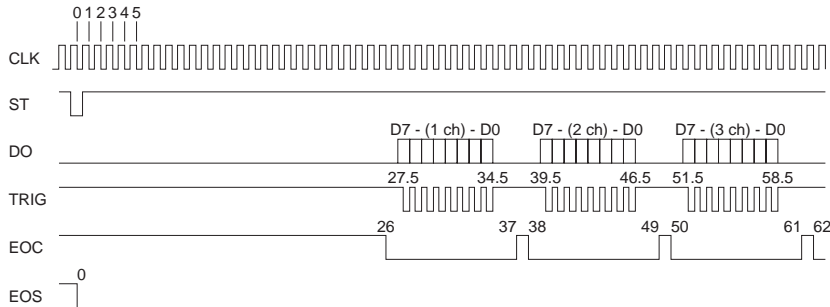 0 1 2 3 4 5
CLK
ST
D7 - (1 ch) - D0 D7 - (2 ch) - D0 D7 - (3 ch) - D0
DO
27.5 34.5 39.5 46.5 51.5 58.5
TRIG
26 37 38 49 50 61 62
EOC
0
EOS